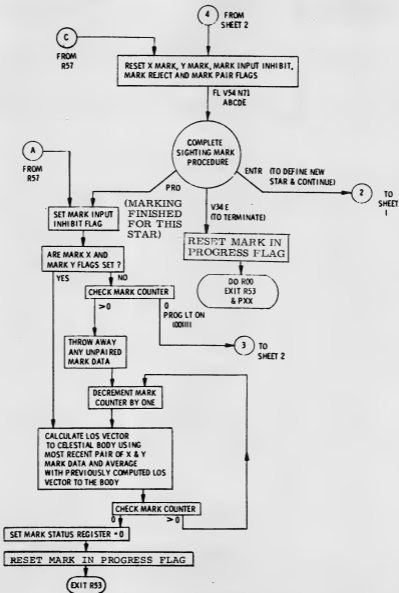 4
FROM
SHEET 2
C
FROM
R57
RESET X MARK, Y MARK, MARK INPUT INHIBIT,
MARK REJECT AND MARK PAIR FLAGS
FL V54 N71
ABCDE
COMPLETE
SIGHTING MARK
PROCEDURE
A
FROM
R57
PRO
(MARKING
FINISHED
FOR THIS
STAR)
ENTR (TO DEFINE NEW
STAR & CONTINUE)
2
TO
SHEET
1
V34 E
(TO TERMINATE)
SET MARK INPUT
INHIBIT FLAG
RESET MARK IN
PROGRESS FLAG
DO R00
EXIT R53
& PXX
ARE MARK X AND
MARK Y FLAGS SET ?
YES
NO
CHECK MARK COUNTER
>0
0
PROG LT ON
(00111)
3
TO
SHEET 2
THROW AWAY
ANY UNPAIRED
MARK DATA
DECREMENT MARK
COUNTER BY ONE
CALCULATE LOS VECTOR
TO CELESTIAL BODY USING
MOST RECENT PAIR OF X & Y
MARK DATA AND AVERAGE
WITH PREVIOUSLY COMPUTED LOS
VECTOR TO THE BODY
CHECK MARK COUNTER
0
>0
SET MARK STATUS REGISTER = 0
RESET MARK IN PROGRESS FLAG
EXIT R53